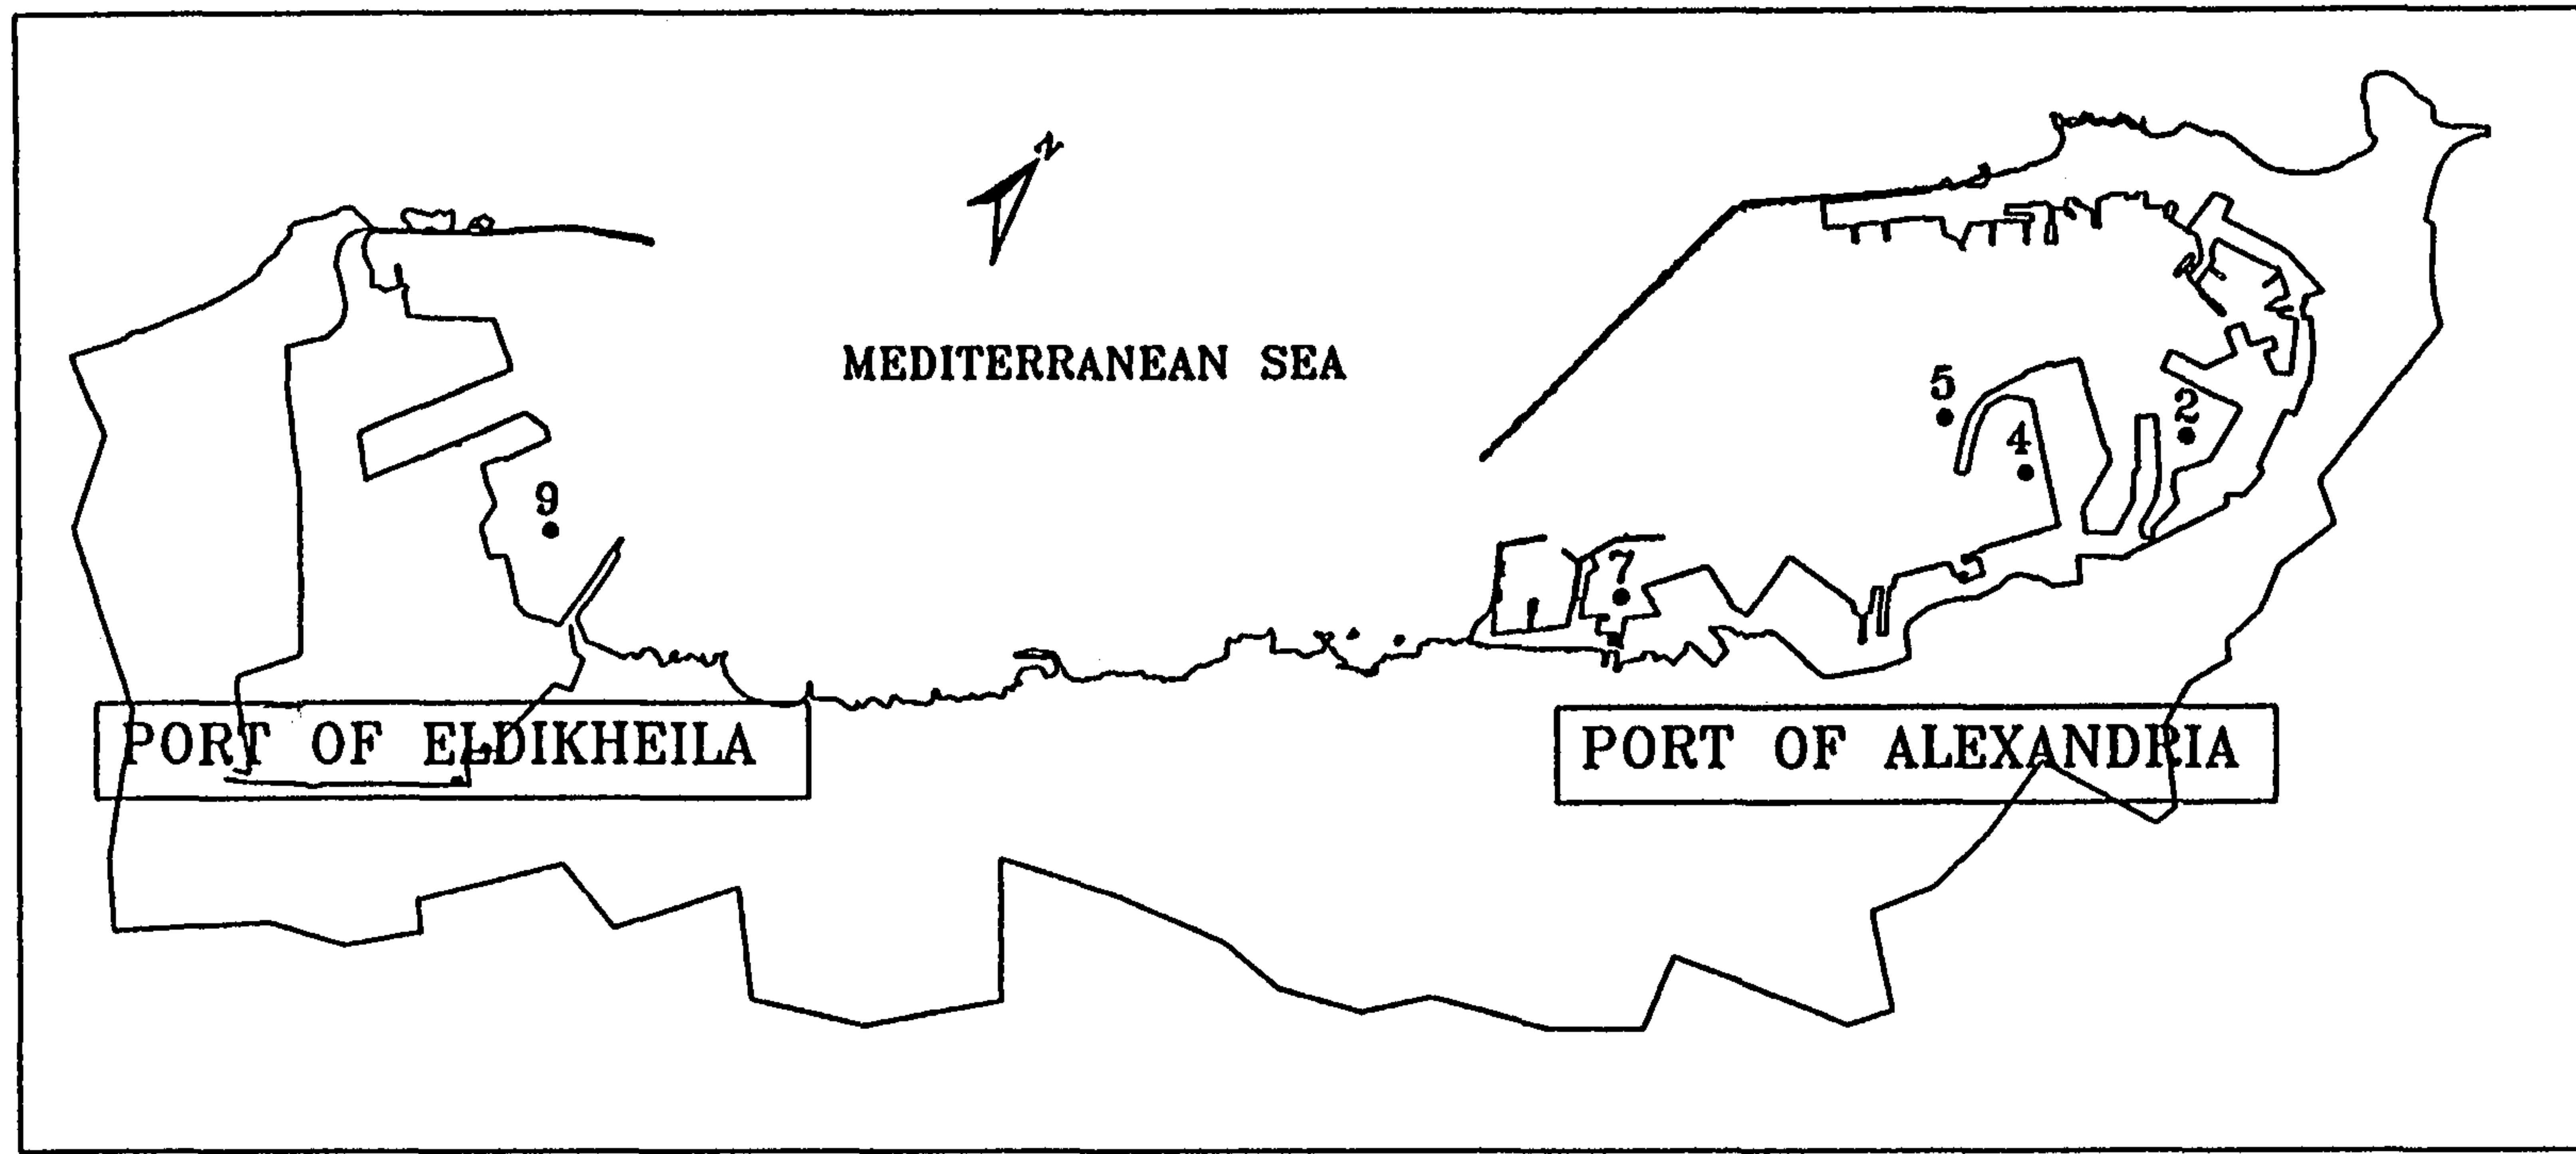 N
MEDITERRANEAN SEA
5
2
4
9
7
PORT OF ELDIKHEILA
PORT OF ALEXANDRIA